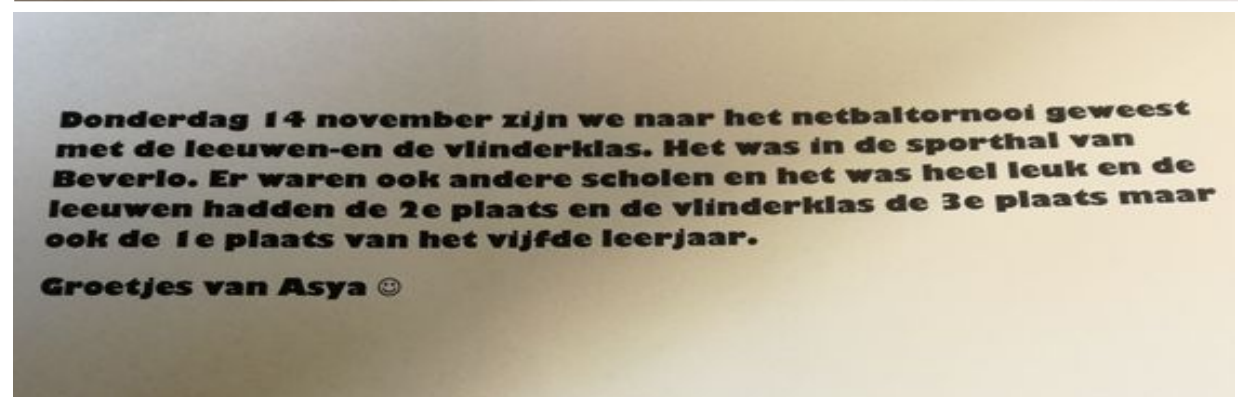 Donderdag 14 november zijn we naar het netbaltornooi geweest
met de leeuwen-en de vlinderklas. Het was in de sporthal van
Beverlo. Er waren ook andere scholen en het was heel leuk en de
leeuwen hadden de 2e plaats en de vlinderklas de 3e plaats maar
ook de 1e plaats van het vijfde leerjaar.
Groetjes van Asya ☺